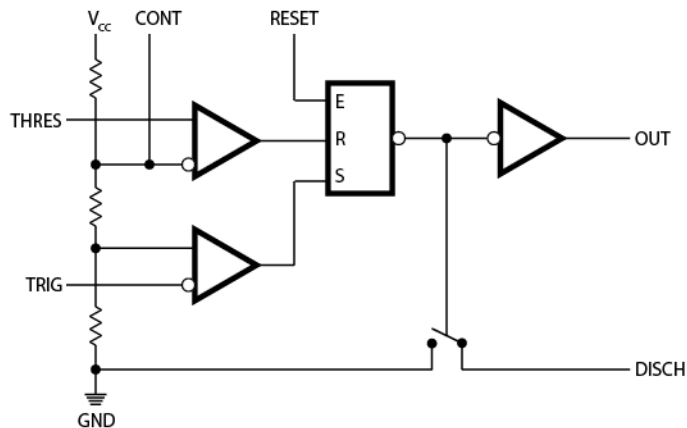 Vcc CONT RESET
THRES
E
R
S
OUT
TRIG
DISCH
GND